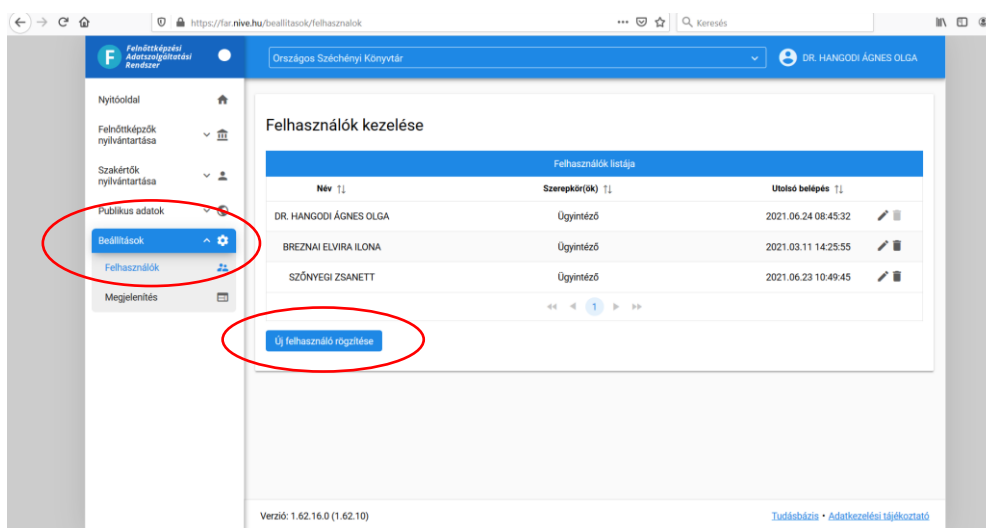 https://far.nive.hu/beallitasok/felhasznalok
Keresés
Felnőttképzési
Adatszolgáltatási
Rendszer
F
Országos Széchényi Könyvtár
DR. HANGODI ÁGNES OLGA
Nyitóoldal
Felnőttképzők
nyilvántartása
Szakértők
nyilvántartása
Publikus adatok
Beállítások
Felhasználók
Megjelenítés
Felhasználók kezelése
Felhasználók listája
Név Szerepkör(ök) Utolsó belépés
DR. HANGODI ÁGNES OLGA Ügyintéző 2021.06.24 08:45:32
BREZNAI ELVIRA ILONA Ügyintéző 2021.03.11 14:25:55
SZŐNYEGI ZSANETT Ügyintéző 2021.06.23 10:49:45
1
Új felhasználó rögzítése
Verzió: 1.62.16.0 (1.62.10)
Tudásbázis • Adatkezelési tájékoztató